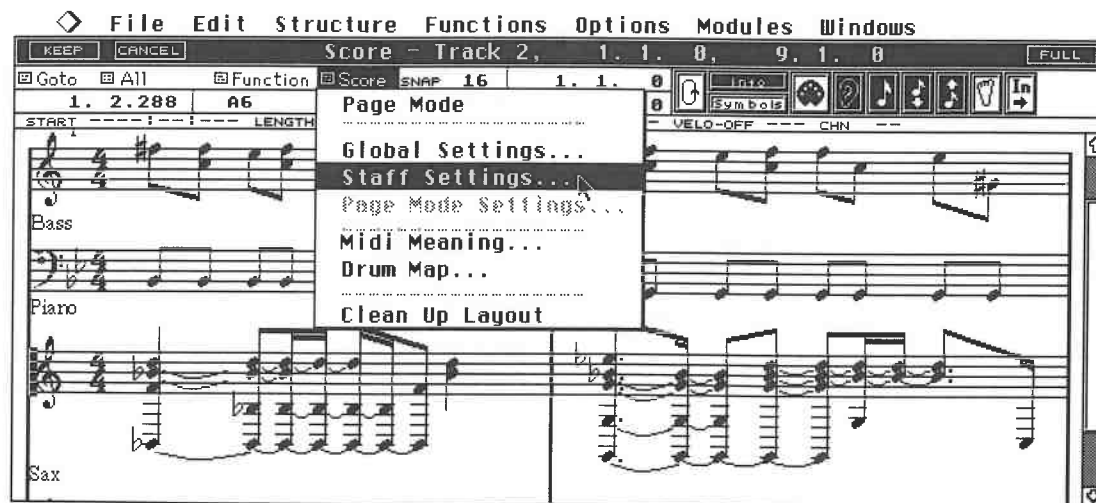 File Edit Structure Functions Options Modules Windows
KEEP CANCEL Score - Track 2, 1. 1. 0, 9. 1. 0 FULL
Goto All Function Score SNAP 16 1. 1. 0 Info In
1. 2.288 A6 0 Symbols
START ----:--:--- LENGTH - VELO-OFF --- CHN --
Page Mode
Global Settings...
Staff Settings...
Page Mode Settings...
Midi Meaning...
Drum Map...
Clean Up Layout
Bass
Piano
Sax